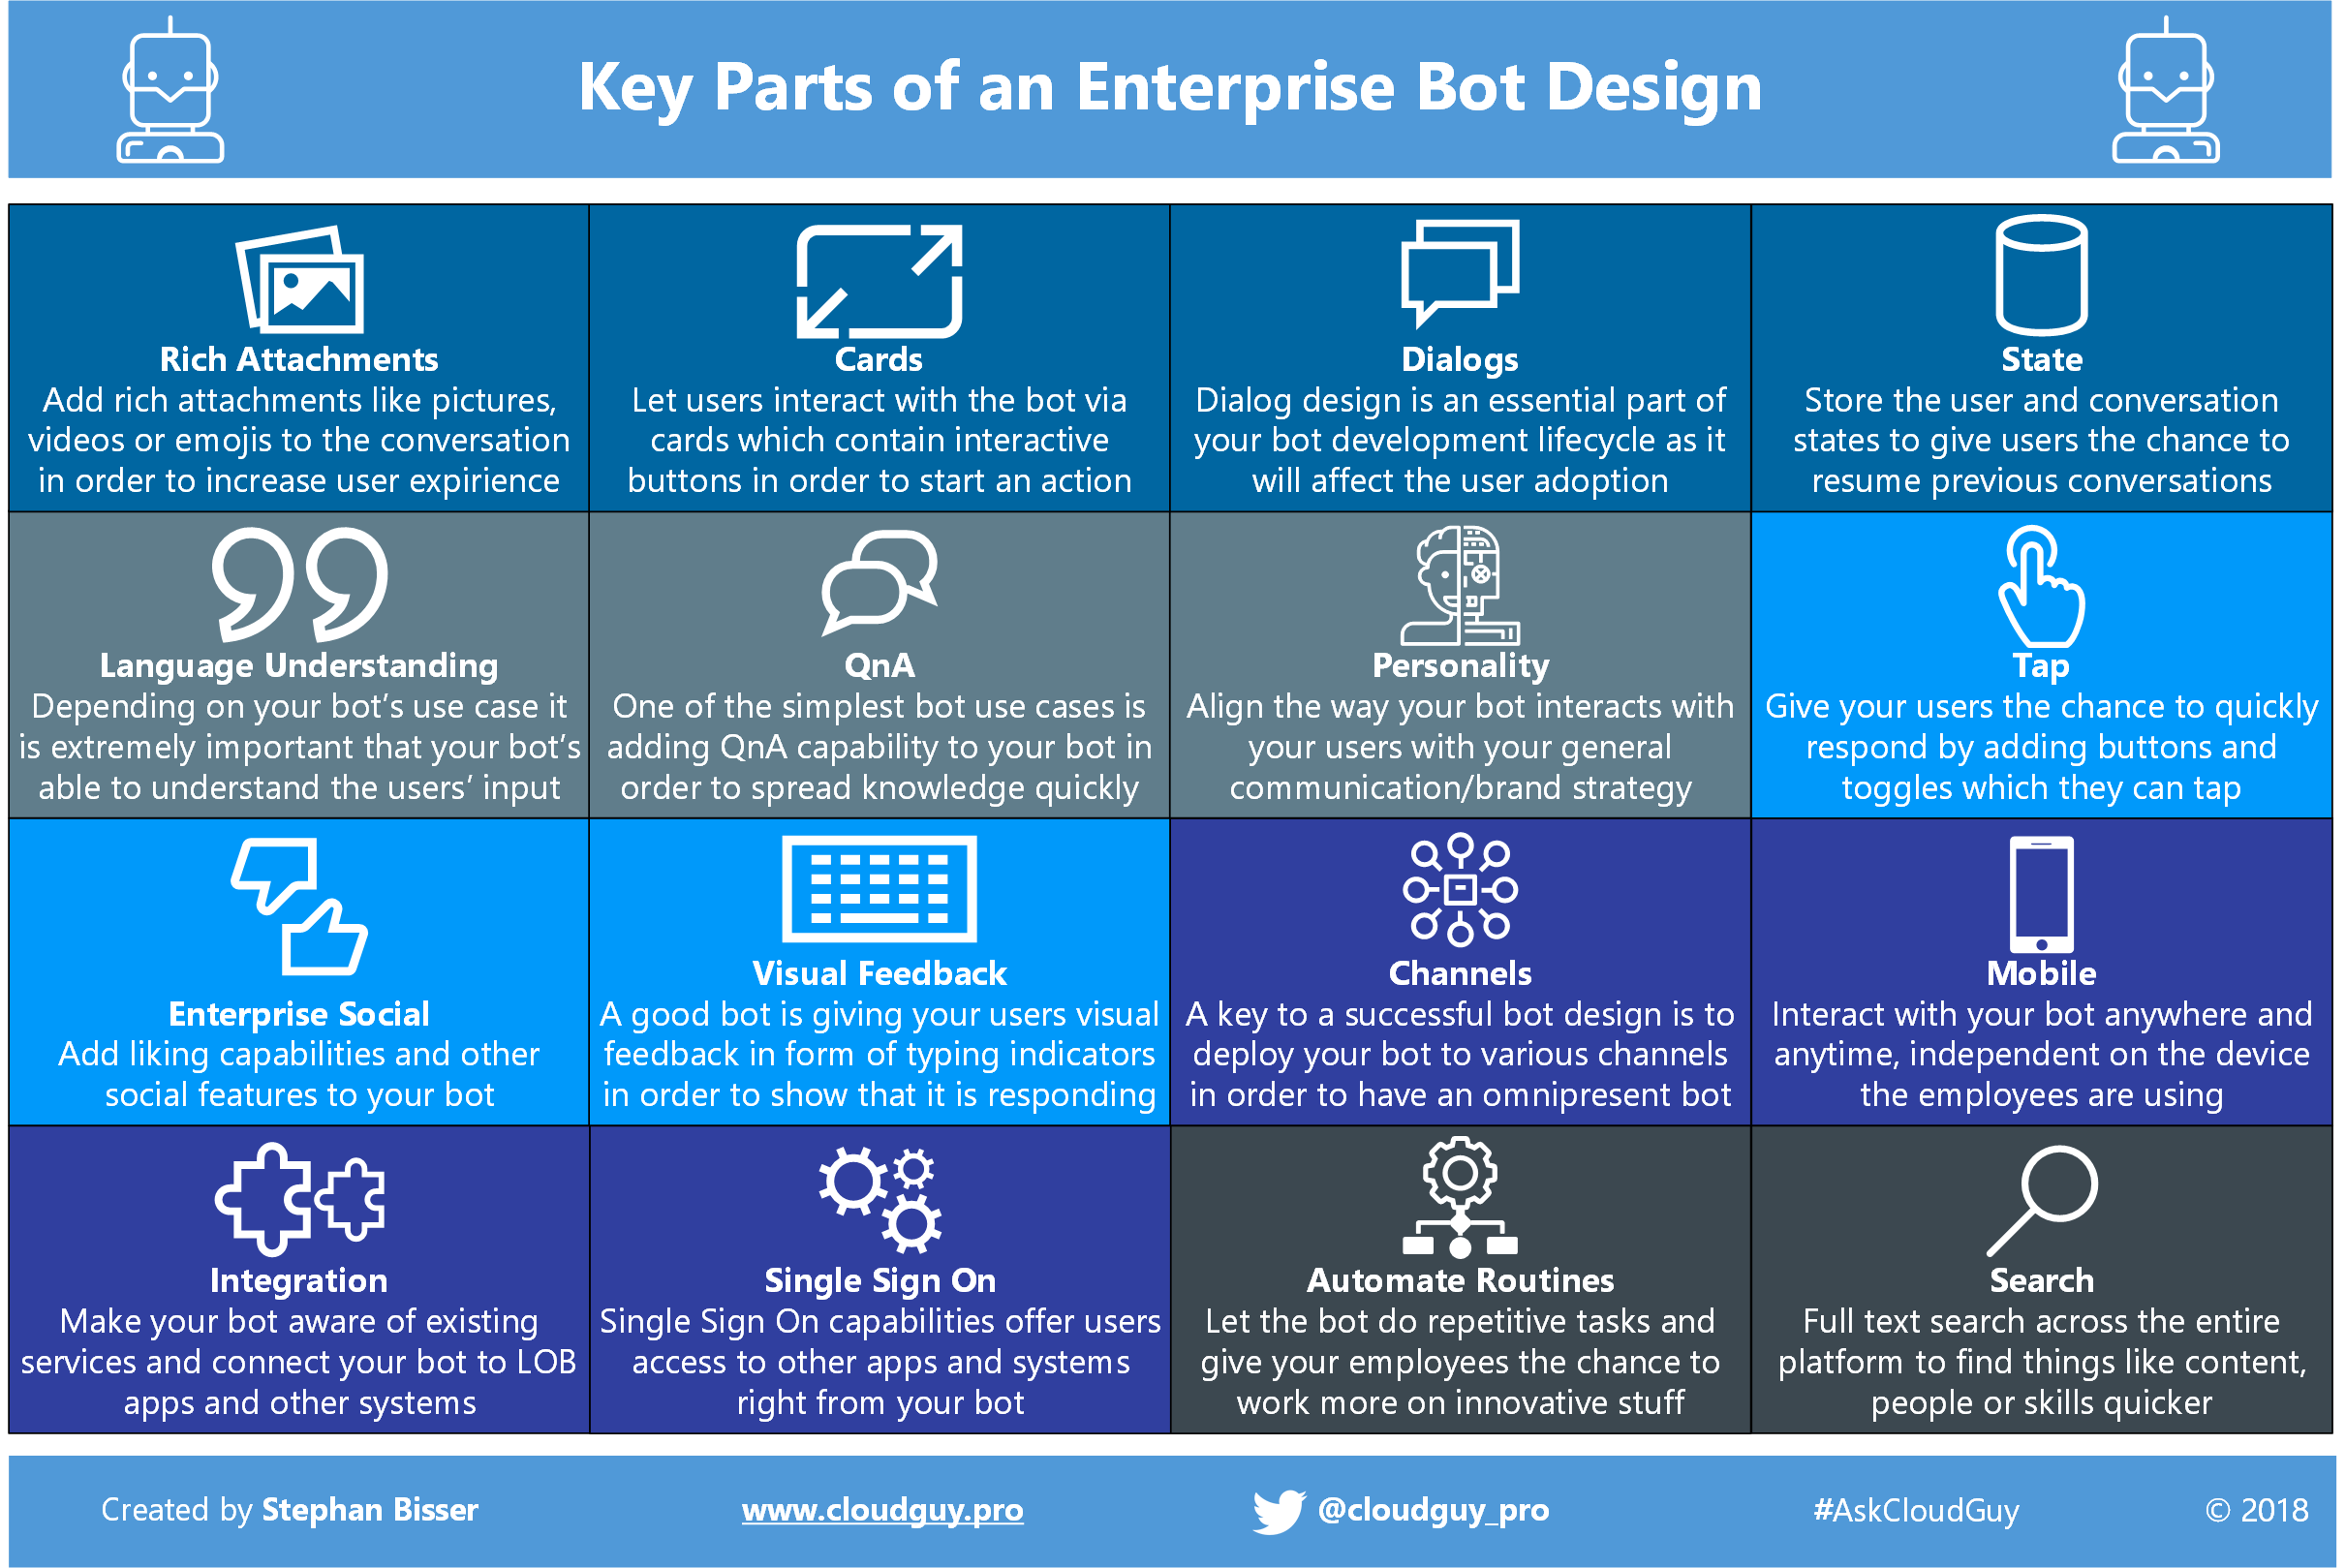 Key Parts of an Enterprise Bot Design
Rich Attachments
Add rich attachments like pictures,
videos or emojis to the conversation
in order to increase user expirience
Cards
Let users interact with the bot via
cards which contain interactive
buttons in order to start an action
Dialogs
Dialog design is an essential part of
your bot development lifecycle as it
will affect the user adoption
State
Store the user and conversation
states to give users the chance to
resume previous conversations
Language Understanding
Depending on your bot’s use case it
is extremely important that your bot’s
able to understand the users’ input
QnA
One of the simplest bot use cases is
adding QnA capability to your bot in
order to spread knowledge quickly
Personality
Align the way your bot interacts with
your users with your general
communication/brand strategy
Tap
Give your users the chance to quickly
respond by adding buttons and
toggles which they can tap
Enterprise Social
Add liking capabilities and other
social features to your bot
Visual Feedback
A good bot is giving your users visual
feedback in form of typing indicators
in order to show that it is responding
Channels
A key to a successful bot design is to
deploy your bot to various channels
in order to have an omnipresent bot
Mobile
Interact with your bot anywhere and
anytime, independent on the device
the employees are using
Integration
Make your bot aware of existing
services and connect your bot to LOB
apps and other systems
Single Sign On
Single Sign On capabilities offer users
access to other apps and systems
right from your bot
Automate Routines
Let the bot do repetitive tasks and
give your employees the chance to
work more on innovative stuff
Search
Full text search across the entire
platform to find things like content,
people or skills quicker
Created by Stephan Bisser
www.cloudguy.pro
@cloudguy_pro
#AskCloudGuy
© 2018